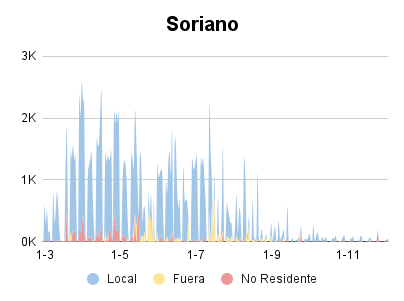 Soriano
3K
2K
1K
0K
1-3 1-5 1-7 1-9 1-11
Local Fuera No Residente